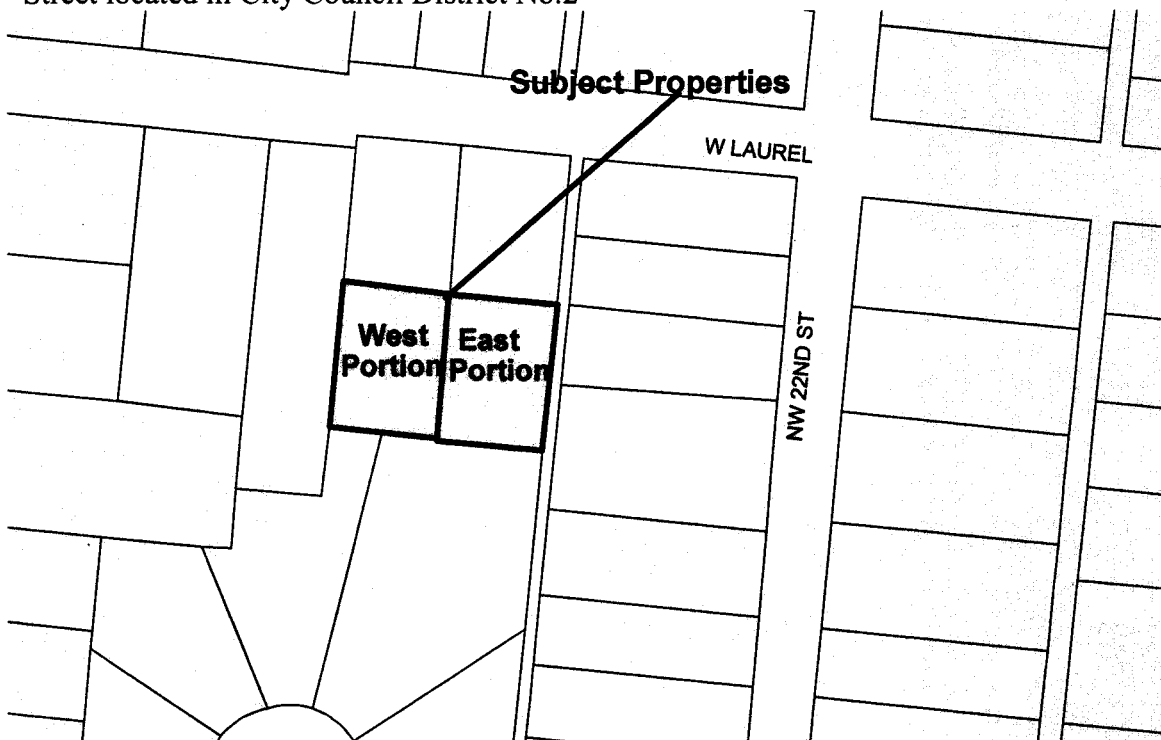 Street located in City Council District No.2
Subject Properties
W LAUREL
West
Portion
East
Portion
NW 22ND ST